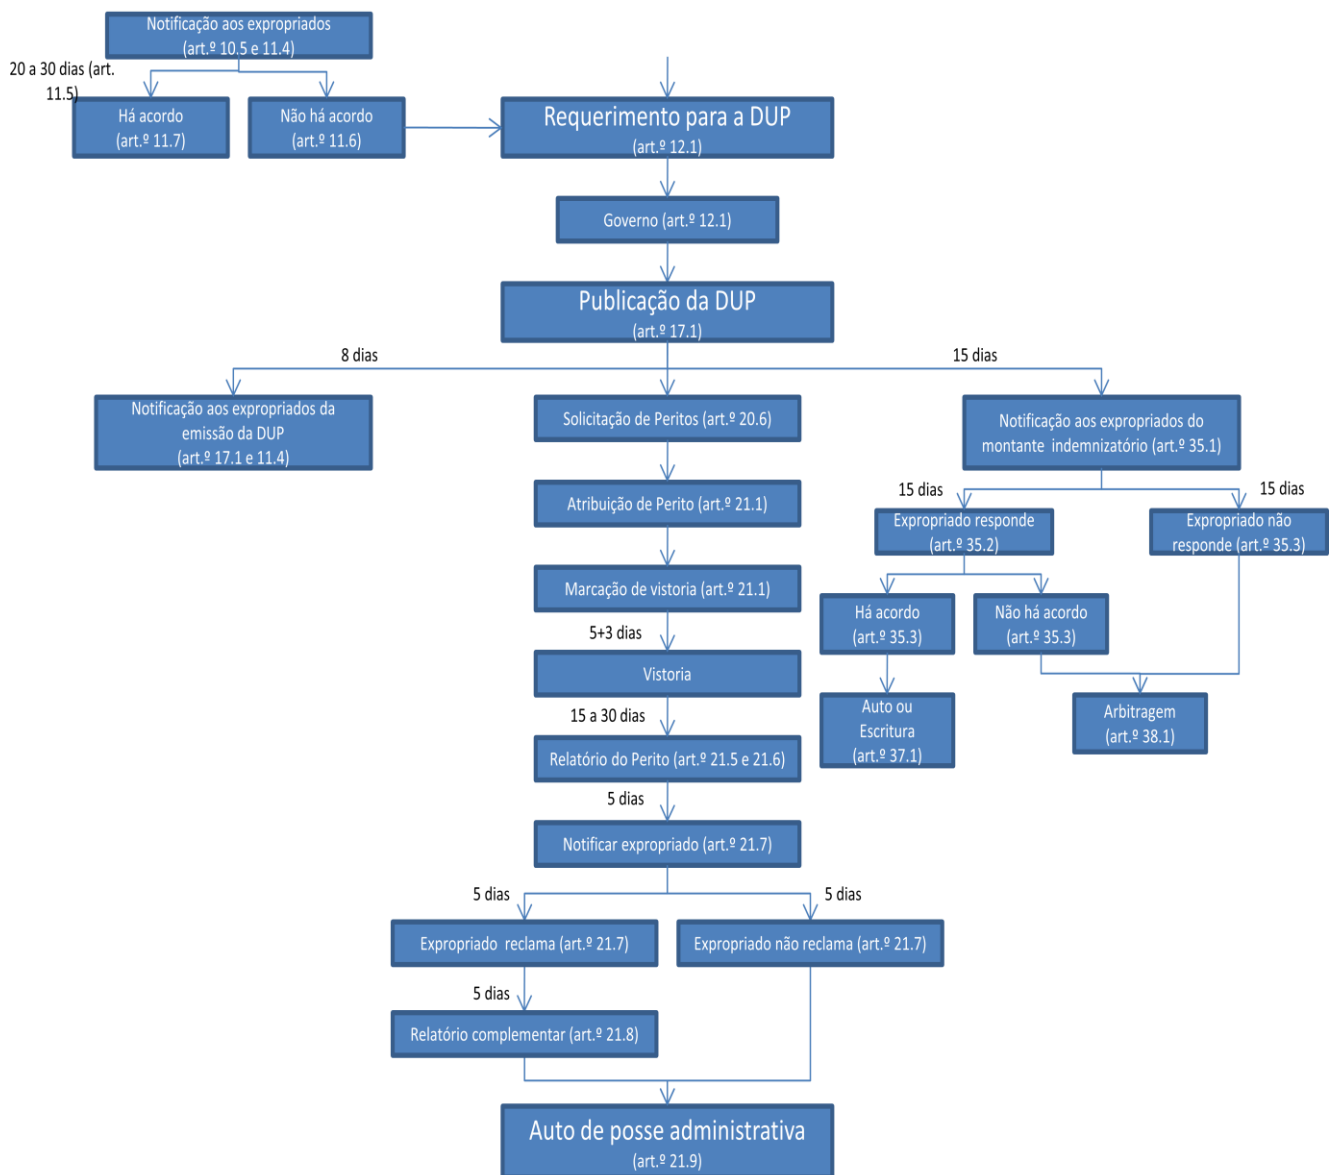 Notificação aos expropriados
(art.º 10.5 e 11.4)
20 a 30 dias (art.
11.5)
Há acordo
(art.º 11.7)
Não há acordo
(art.º 11.6)
Requerimento para a DUP
(art.º 12.1)
Governo (art.º 12.1)
Publicação da DUP
(art.º 17.1)
8 dias
15 dias
Notificação aos expropriados da
emissão da DUP
(art.º 17.1 e 11.4)
Solicitação de Peritos (art.º 20.6)
Notificação aos expropriados do
montante indemnizatório (art.º 35.1)
Atribuição de Perito (art.º 21.1)
15 dias
15 dias
Expropriado responde
(art.º 35.2)
Expropriado não
responde (art.º 35.3)
Marcação de vistoria (art.º 21.1)
Há acordo
(art.º 35.3)
Não há acordo
(art.º 35.3)
5+3 dias
Vistoria
Auto ou
Escritura
(art.º 37.1)
Arbitragem
(art.º 38.1)
15 a 30 dias
Relatório do Perito (art.º 21.5 e 21.6)
5 dias
Notificar expropriado (art.º 21.7)
5 dias
5 dias
Expropriado reclama (art.º 21.7)
Expropriado não reclama (art.º 21.7)
5 dias
Relatório complementar (art.º 21.8)
Auto de posse administrativa
(art.º 21.9)